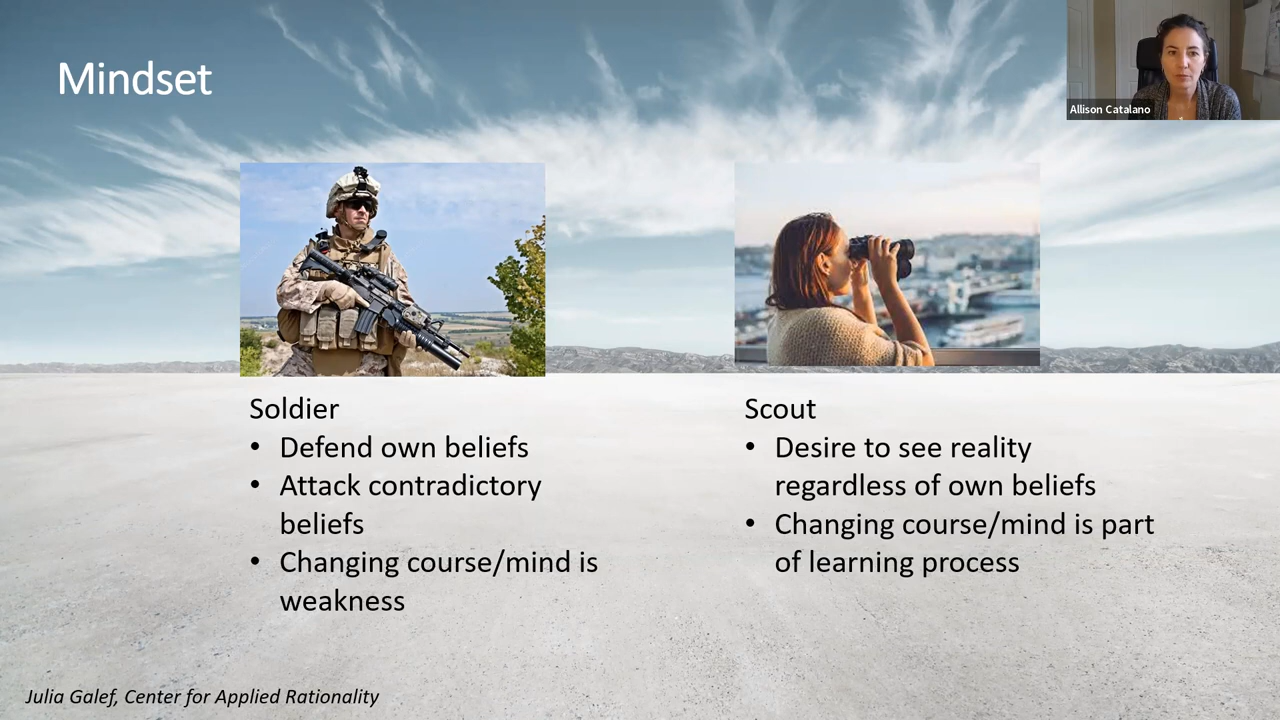 Mindset
Allison Catalano
Soldier
• Defend own beliefs
• Attack contradictory
beliefs
• Changing course/mind is
weakness
Scout
• Desire to see reality
regardless of own beliefs
• Changing course/mind is part
of learning process
Julia Galef, Center for Applied Rationality